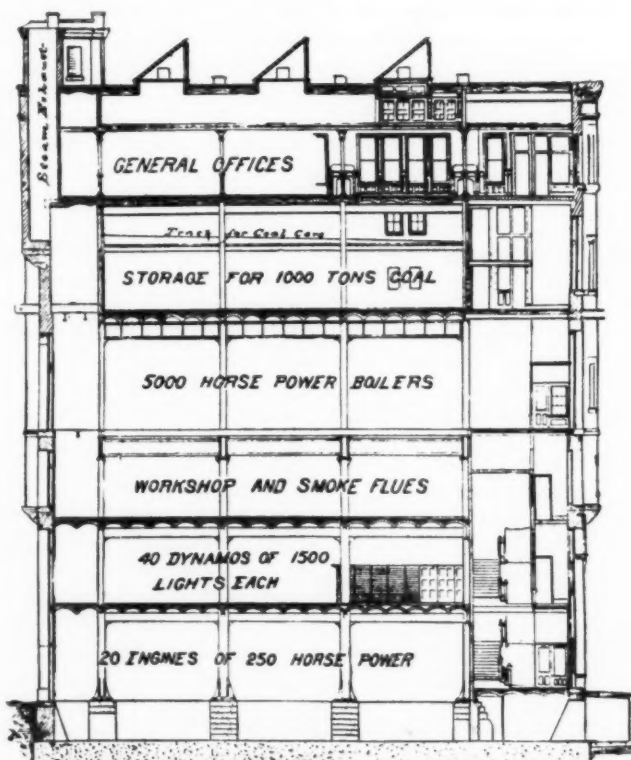 Steam Exhaust
GENERAL OFFICES
Track for Coal Cars
STORAGE FOR 1000 TONS COAL
5000 HORSE POWER BOILERS
WORKSHOP AND SMOKE FLUES
40 DYNAMOS OF 1500
LIGHTS EACH
20 ENGINES OF 250 HORSE POWER